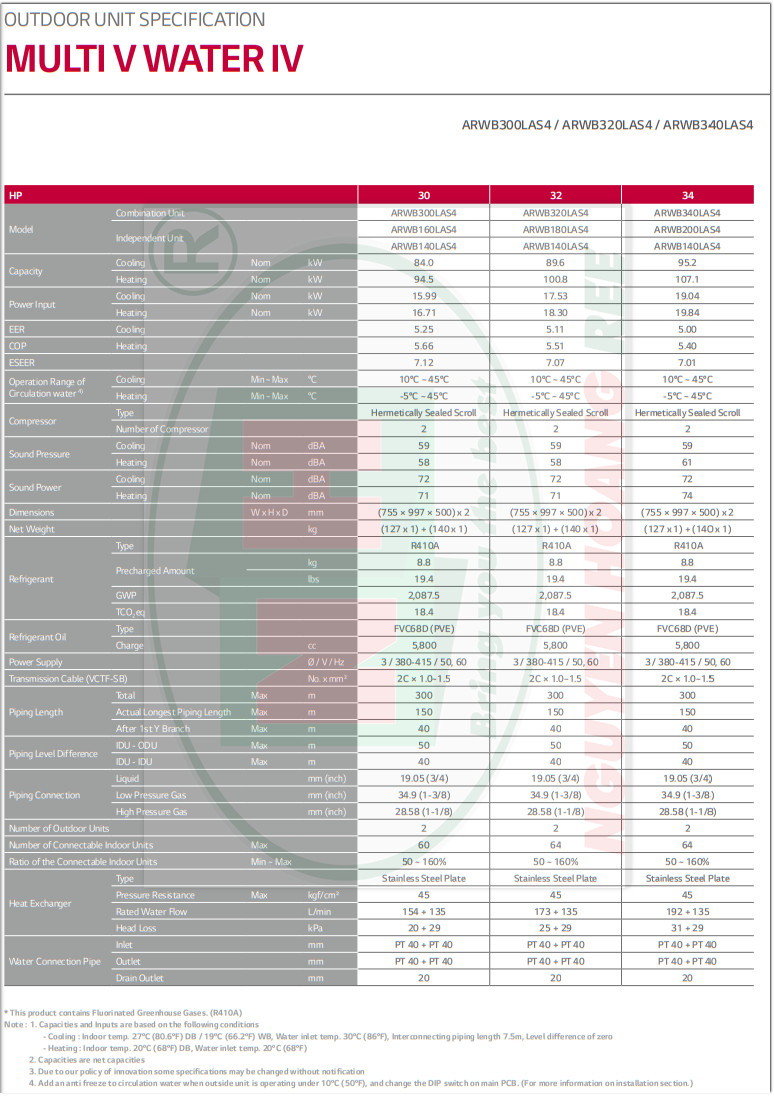 OUTDOOR UNIT SPECIFICATION
MULTI V WATER IV
ARWB300LAS4 / ARWB320LAS4 / ARWB340LAS4
HP 30 32 34
Model Combination Unit ARWB300LAS4 ARWB320LAS4 ARWB340LAS4
Independent Unit ARWB160LAS4 ARWB180LAS4 ARWB200LAS4
ARWB140LAS4 ARWB140LAS4 ARWB140LAS4
Capacity Cooling Nom kW 84.0 89.6 95.2
Heating Nom kW 94.5 100.8 107.1
Power Input Cooling Nom kW 15.99 17.53 19.04
Heating Nom kW 16.71 18.30 19.84
EER Cooling 5.25 5.11 5.00
COP Heating 5.66 5.51 5.40
ESEER 7.12 7.07 7.01
Operation Range of Circulation water 4) Cooling Min ~ Max °C 10°C ~ 45°C 10°C ~ 45°C 10°C ~ 45°C
Heating Min ~ Max °C -5°C ~ 45°C -5°C ~ 45°C -5°C ~ 45°C
Compressor Type Hermetically Sealed Scroll Hermetically Sealed Scroll Hermetically Sealed Scroll
Number of Compressor 2 2 2
Sound Pressure Cooling Nom dBA 59 59 59
Heating Nom dBA 58 58 61
Sound Power Cooling Nom dBA 72 72 72
Heating Nom dBA 71 71 74
Dimensions W x H x D mm (755 × 997 × 500) x 2 (755 × 997 × 500) x 2 (755 × 997 × 500) x 2
Net Weight kg (127 x 1) + (140 x 1) (127 x 1) + (140 x 1) (127 x 1) + (140 x 1)
Refrigerant Type R410A R410A R410A
Precharged Amount kg 8.8 8.8 8.8
lbs 19.4 19.4 19.4
GWP 2,087.5 2,087.5 2,087.5
TCO₂eq 18.4 18.4 18.4
Refrigerant Oil Type FVC68D (PVE) FVC68D (PVE) FVC68D (PVE)
Charge cc 5,800 5,800 5,800
Power Supply Ø / V / Hz 3 / 380-415 / 50, 60 3 / 380-415 / 50, 60 3 / 380-415 / 50, 60
Transmission Cable (VCTF-SB) No. x mm² 2C × 1.0~1.5 2C × 1.0~1.5 2C × 1.0~1.5
Piping Length Total Max m 300 300 300
Actual Longest Piping Length Max m 150 150 150
After 1st Y Branch Max m 40 40 40
Piping Level Difference IDU - ODU Max m 50 50 50
IDU - IDU Max m 40 40 40
Piping Connection Liquid mm (inch) 19.05 (3/4) 19.05 (3/4) 19.05 (3/4)
Low Pressure Gas mm (inch) 34.9 (1-3/8) 34.9 (1-3/8) 34.9 (1-3/8)
High Pressure Gas mm (inch) 28.58 (1-1/8) 28.58 (1-1/8) 28.58 (1-1/8)
Number of Outdoor Units 2 2 2
Number of Connectable Indoor Units Max 60 64 64
Ratio of the Connectable Indoor Units Min ~ Max 50 ~ 160% 50 ~ 160% 50 ~ 160%
Heat Exchanger Type Stainless Steel Plate Stainless Steel Plate Stainless Steel Plate
Pressure Resistance Max kgf/cm² 45 45 45
Rated Water Flow L/min 154 + 135 173 + 135 192 + 135
Head Loss kPa 20 + 29 25 + 29 31 + 29
Water Connection Pipe Inlet mm PT 40 + PT 40 PT 40 + PT 40 PT 40 + PT 40
Outlet mm PT 40 + PT 40 PT 40 + PT 40 PT 40 + PT 40
Drain Outlet mm 20 20 20
®
Bring you the best
NGUYEN HOANG REE
* This product contains Fluorinated Greenhouse Gases. (R410A)
Note : 1. Capacities and Inputs are based on the following conditions
- Cooling : Indoor temp. 27°C (80.6°F) DB / 19°C (66.2°F) WB, Water inlet temp. 30°C (86°F), Interconnecting piping length 7.5m, Level difference of zero
- Heating : Indoor temp. 20°C (68°F) DB, Water inlet temp. 20°C (68°F)
2. Capacities are net capacities
3. Due to our policy of innovation some specifications may be changed without notification
4. Add an anti freeze to circulation water when outside unit is operating under 10°C (50°F), and change the DIP switch on main PCB. (For more information on installation section.)